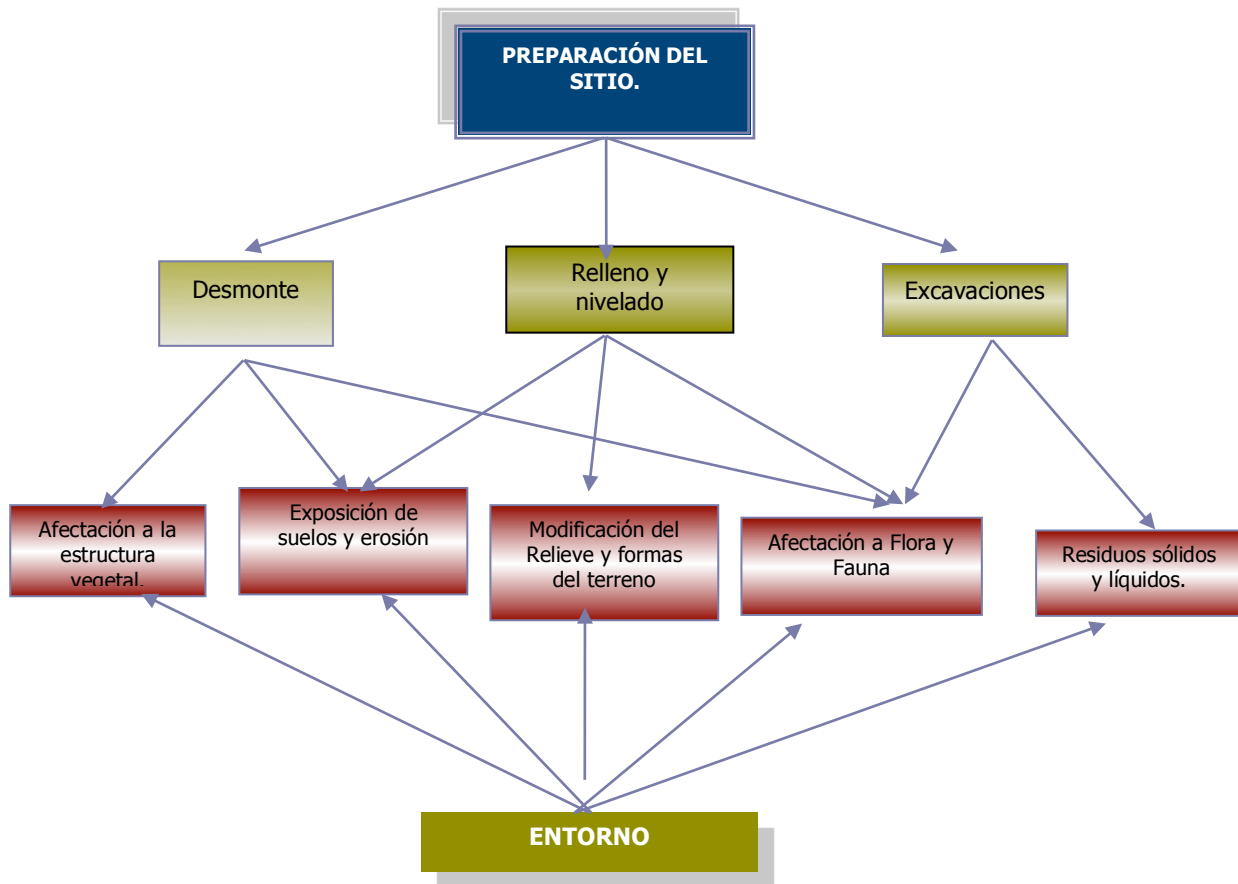 PREPARACIÓN DEL
SITIO.
Desmonte
Relleno y
nivelado
Excavaciones
Afectación a la
estructura
vegetal.
Exposición de
suelos y erosión
Modificación del
Relieve y formas
del terreno
Afectación a Flora y
Fauna
Residuos sólidos
y líquidos.
ENTORNO